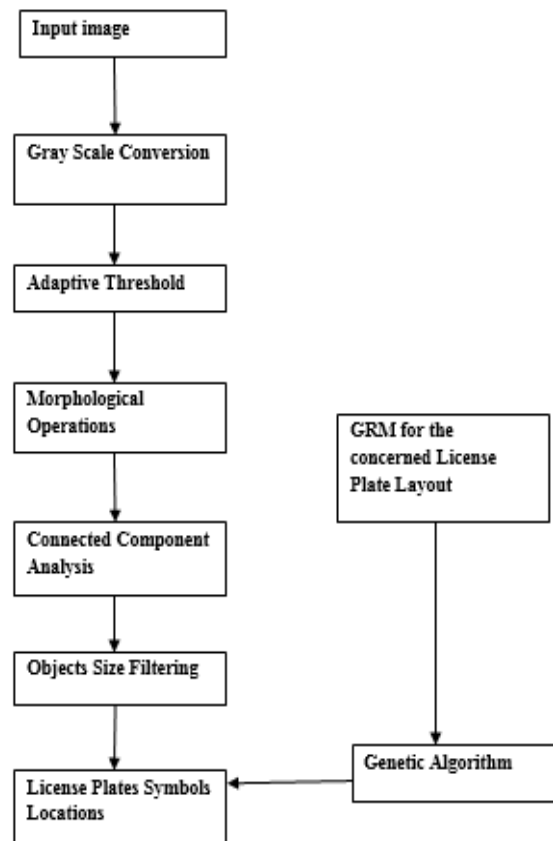 Input image
Gray Scale Conversion
Adaptive Threshold
Morphological
Operations
GRM for the
concerned License
Plate Layout
Connected Component
Analysis
Objects Size Filtering
Genetic Algorithm
License Plates Symbols
Locations